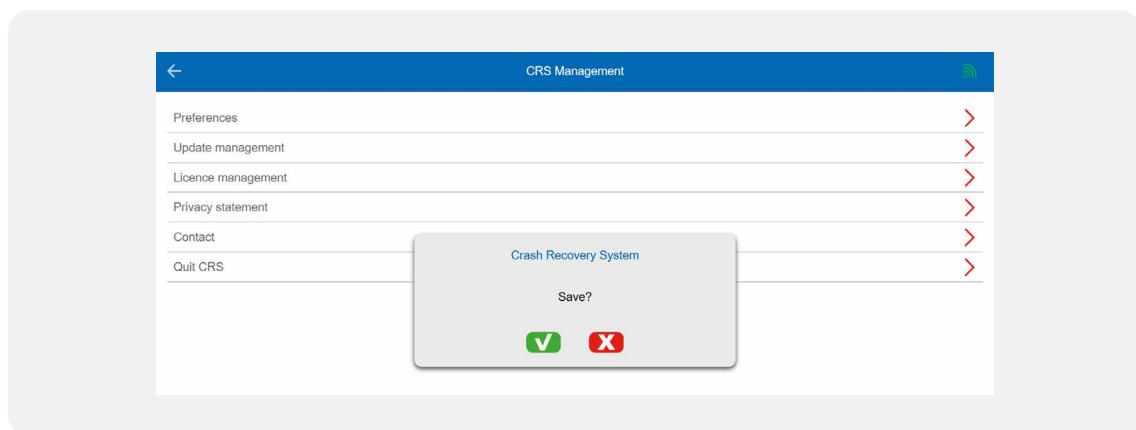 CRS Management
Preferences
Update management
Licence management
Privacy statement
Contact
Quit CRS
Crash Recovery System
Save?
V X